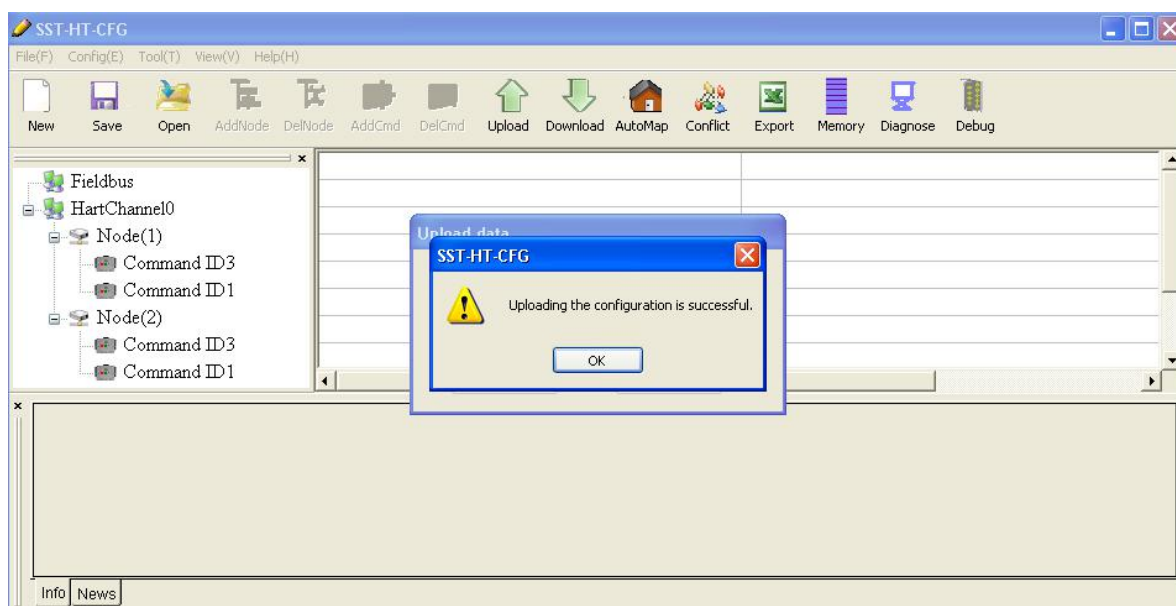 SST-HT-CFG
File(F) Config(E) Tool(T) View(V) Help(H)
New Save Open AddNode DelNode AddCmd DelCmd Upload Download AutoMap Conflict Export Memory Diagnose Debug
Fieldbus
HartChannel0
Node(1)
Command ID3
Command ID1
Node(2)
Command ID3
Command ID1
Upload data
SST-HT-CFG
Uploading the configuration is successful.
OK
Info News